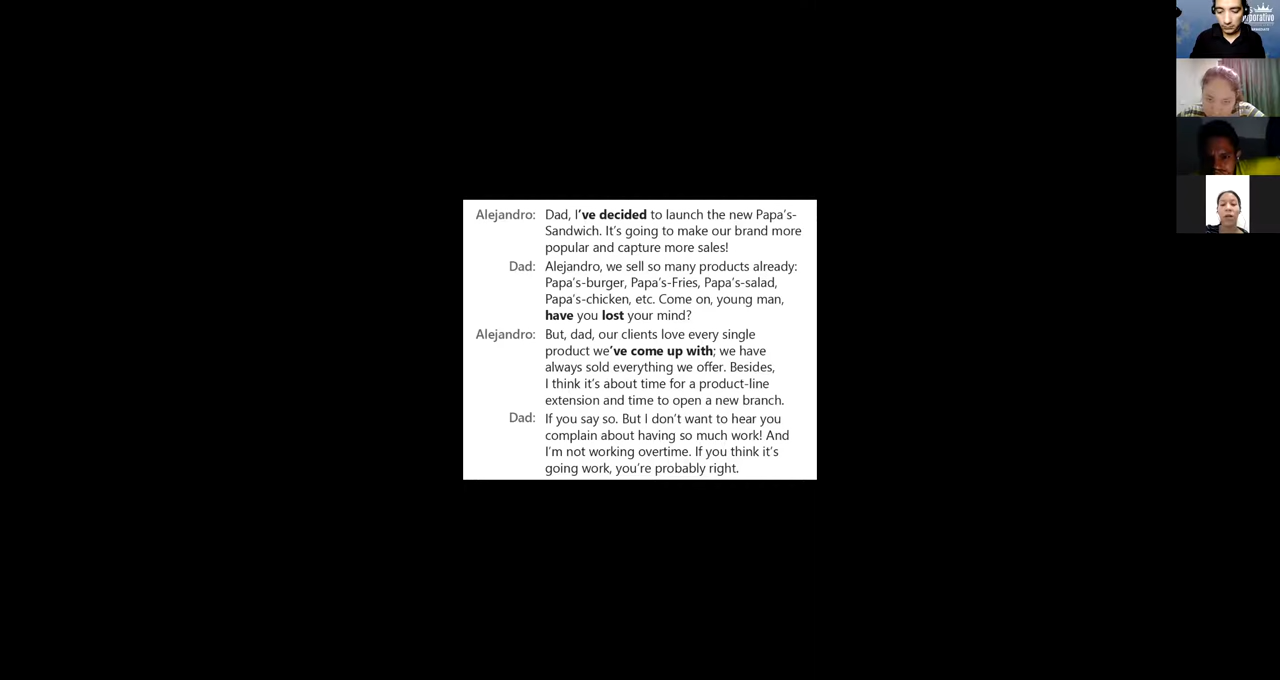 Alejandro: Dad, I've decided to launch the new Papa's-
Sandwich. It's going to make our brand more
popular and capture more sales!
Dad: Alejandro, we sell so many products already:
Papa's-burger, Papa's-Fries, Papa's-salad,
Papa's-chicken, etc. Come on, young man,
have you lost your mind?
Alejandro: But, dad, our clients love every single
product we've come up with; we have
always sold everything we offer. Besides,
I think it's about time for a product-line
extension and time to open a new branch.
Dad: If you say so. But I don't want to hear you
complain about having so much work! And
I'm not working overtime. If you think it's
going work, you're probably right.